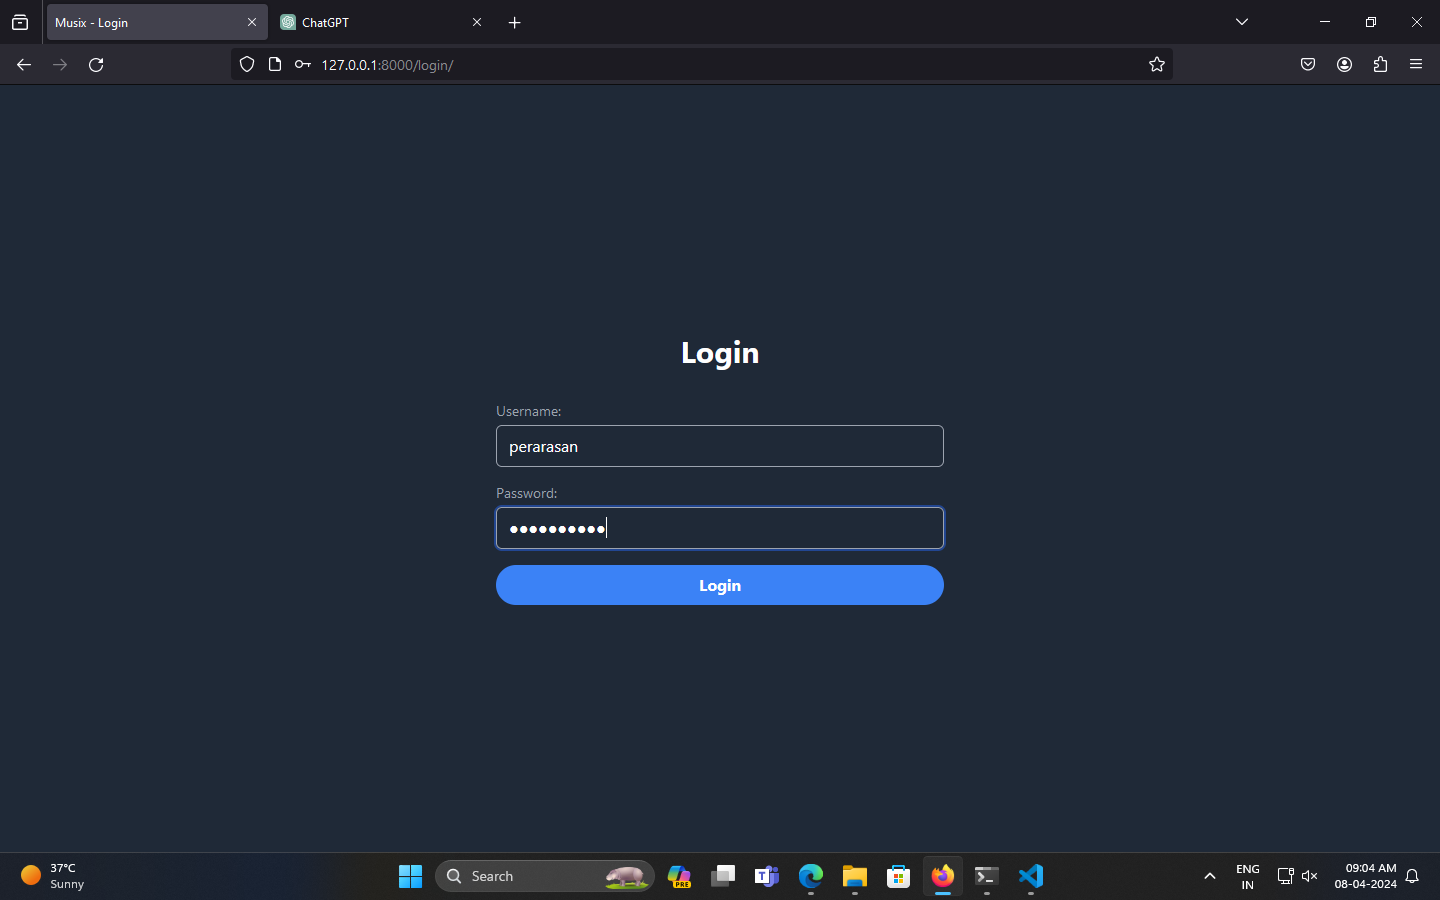 Musix - Login
ChatGPT
127.0.0.1:8000/login/
Login
Username:
perarasan
Password:
●●●●●●●●●●
Login
37°C
Sunny
Search
PRE
T
ENG
IN
09:04 AM
08-04-2024